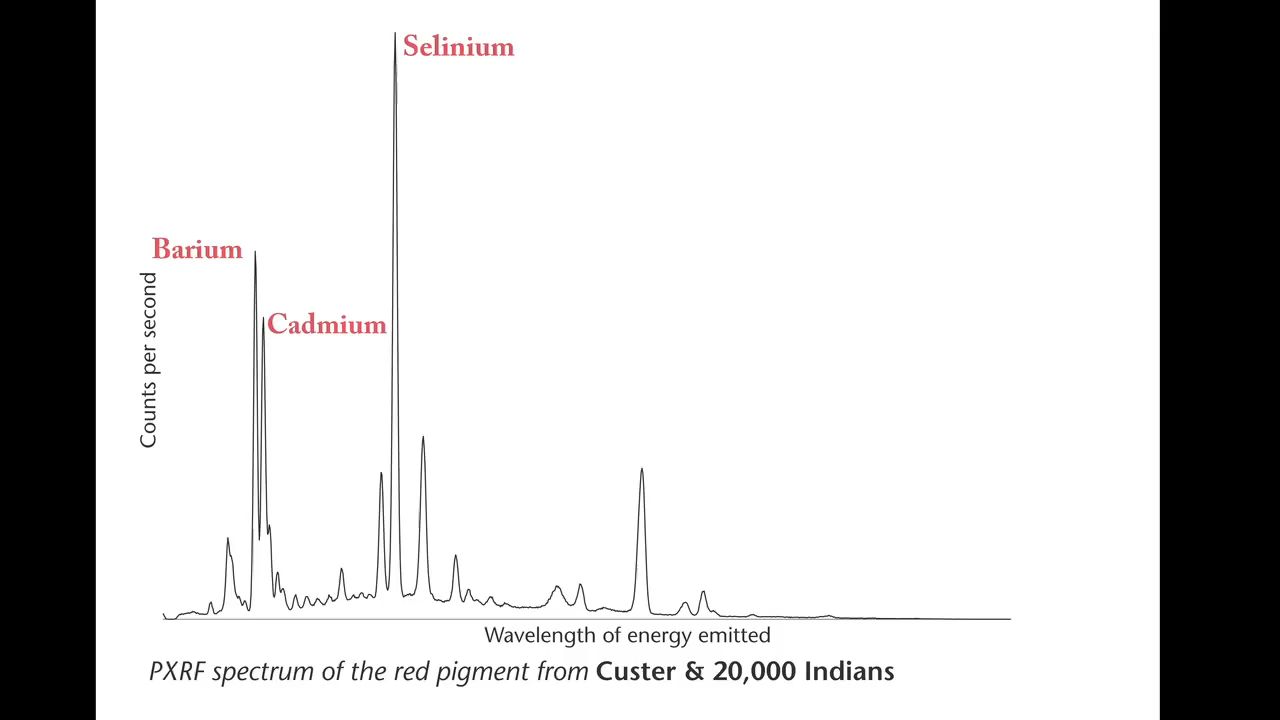 Selinium
Barium
Cadmium
Counts per second
Wavelength of energy emitted
PXRF spectrum of the red pigment from Custer & 20,000 Indians